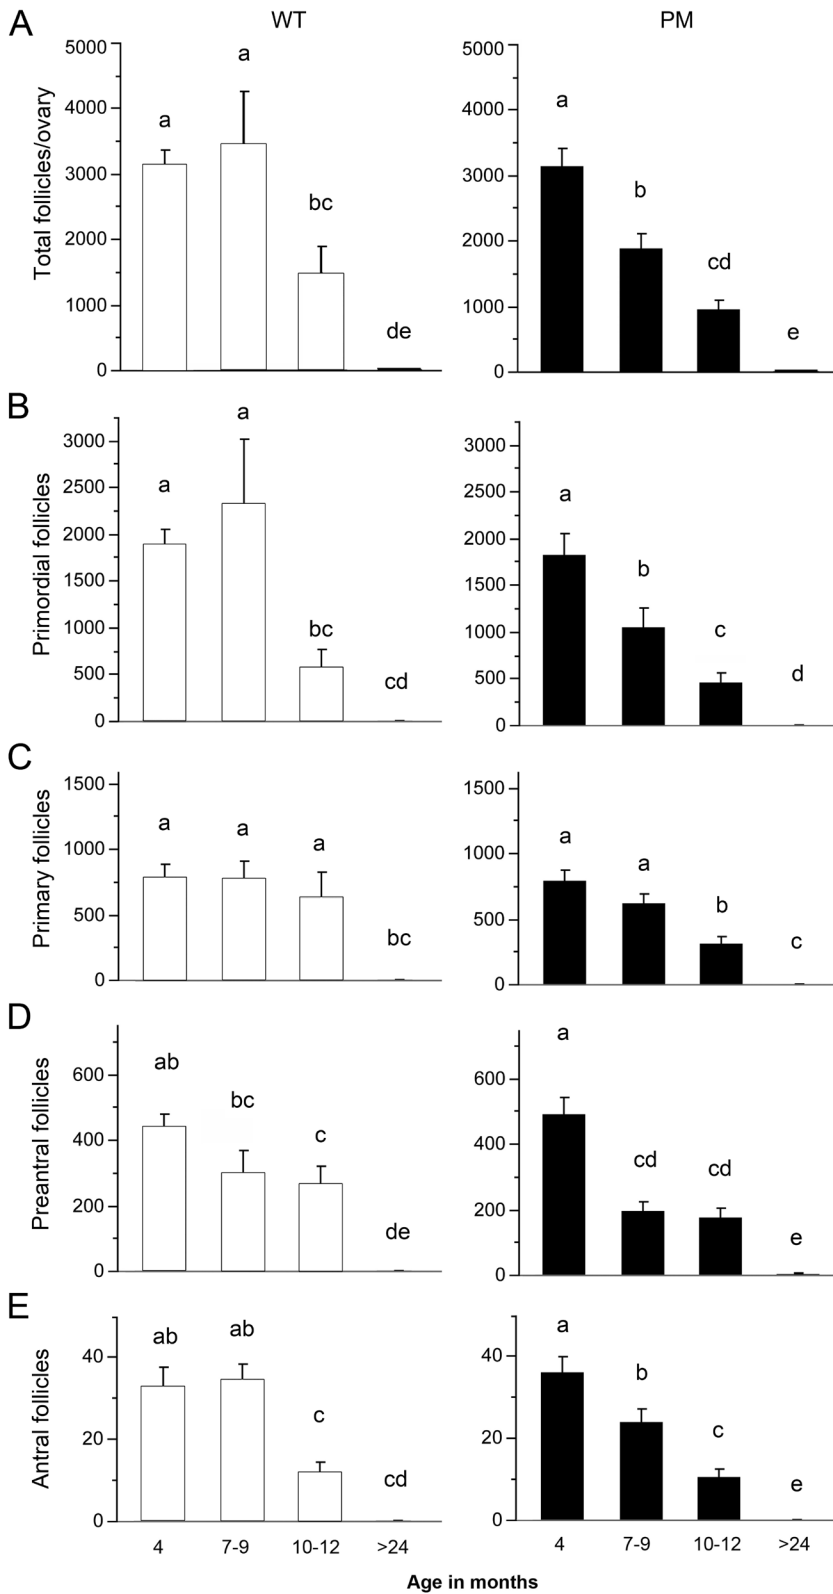 A
WT
PM
Total follicles/ovary
5000
4000
3000
2000
1000
0
a
a
bc
de
5000
4000
3000
2000
1000
0
a
b
cd
e
B
Primordial follicles
3000
2500
2000
1500
1000
500
0
a
a
bc
cd
3000
2500
2000
1500
1000
500
0
a
b
c
d
C
Primary follicles
1500
1000
500
0
a
a
a
bc
1500
1000
500
0
a
a
b
c
D
Preantral follicles
600
400
200
0
ab
bc
c
de
600
400
200
0
a
cd
cd
e
E
Antral follicles
40
20
0
ab
ab
c
cd
40
20
0
a
b
c
e
4 7-9 10-12 >24
4 7-9 10-12 >24
Age in months